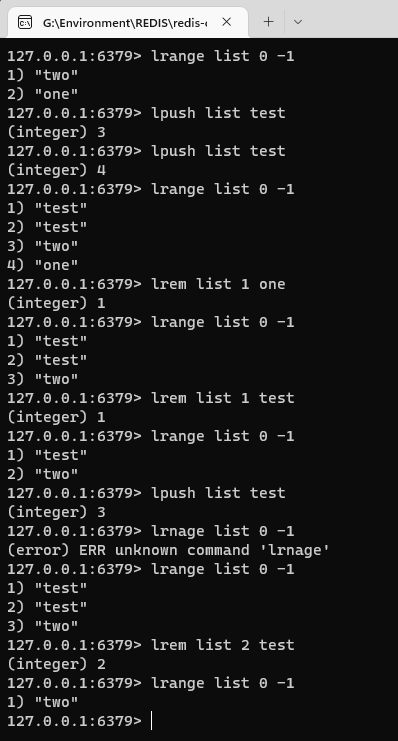 G:\Environment\REDIS\redis-c
127.0.0.1:6379> lrange list 0 -1
1) "two"
2) "one"
127.0.0.1:6379> lpush list test
(integer) 3
127.0.0.1:6379> lpush list test
(integer) 4
127.0.0.1:6379> lrange list 0 -1
1) "test"
2) "test"
3) "two"
4) "one"
127.0.0.1:6379> lrem list 1 one
(integer) 1
127.0.0.1:6379> lrange list 0 -1
1) "test"
2) "test"
3) "two"
127.0.0.1:6379> lrem list 1 test
(integer) 1
127.0.0.1:6379> lrange list 0 -1
1) "test"
2) "two"
127.0.0.1:6379> lpush list test
(integer) 3
127.0.0.1:6379> lrnage list 0 -1
(error) ERR unknown command 'lrnage'
127.0.0.1:6379> lrange list 0 -1
1) "test"
2) "test"
3) "two"
127.0.0.1:6379> lrem list 2 test
(integer) 2
127.0.0.1:6379> lrange list 0 -1
1) "two"
127.0.0.1:6379>